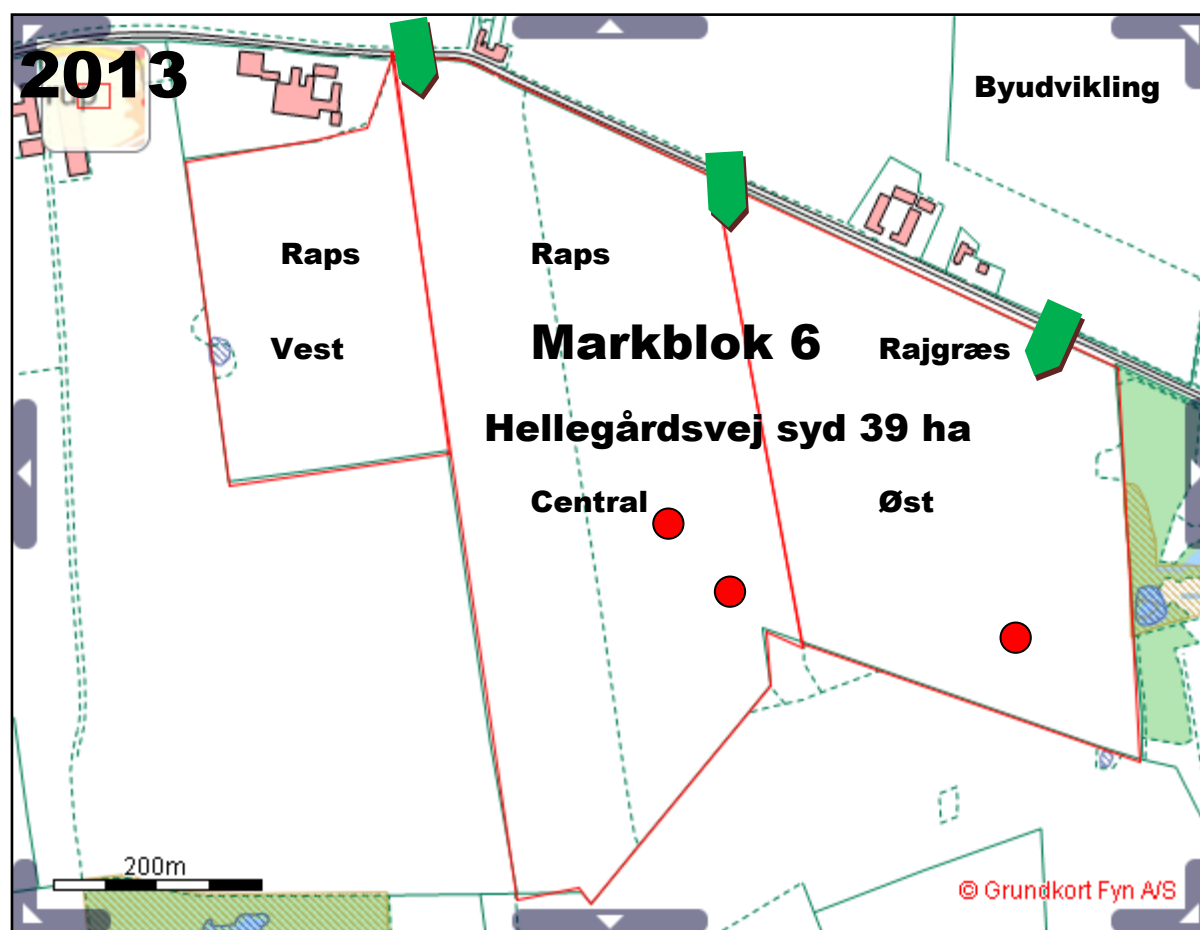 2013
Byudvikling
Raps
Raps
Vest
Markblok 6
Rajgræs
Hellegårdsvej syd 39 ha
Central
Øst
200m
© Grundkort Fyn A/S